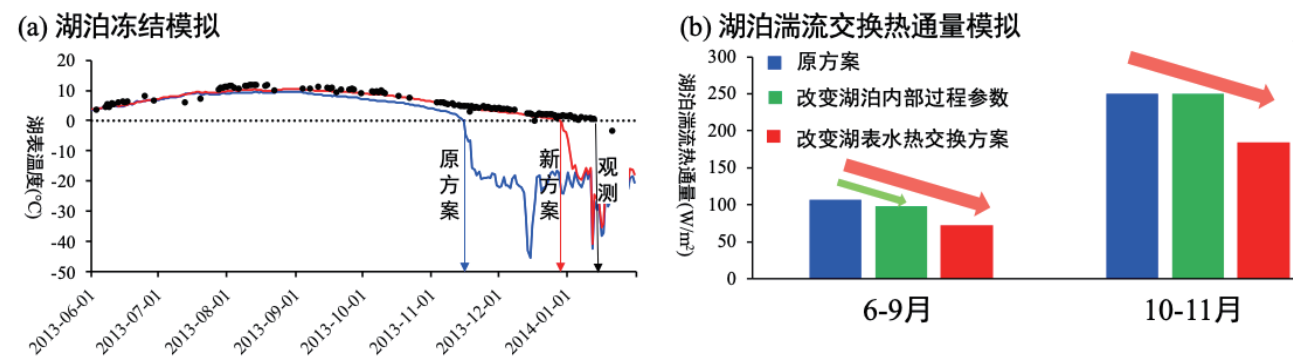 (a) 湖泊冻结模拟
湖表温度(°C)
20
10
0
-10
-20
-30
-40
-50
原方案
新方案
观测
2013-06-01
2013-07-01
2013-08-01
2013-09-01
2013-10-01
2013-11-01
2013-12-01
2014-01-01
(b) 湖泊湍流交换热通量模拟
湖泊湍流热通量(W/m²)
300
250
200
150
100
50
0
原方案
改变湖泊内部过程参数
改变湖表水热交换方案
6-9月
10-11月